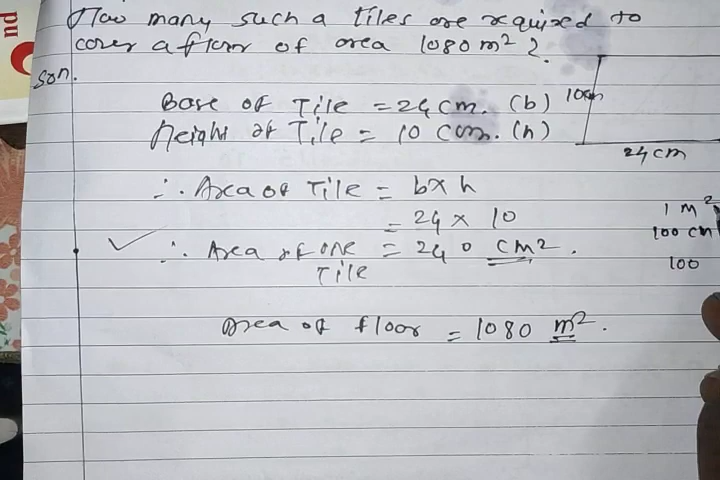 How many such a tiles are required to
cover a floor of area 1080 m² ?
Son.
Base of Tile = 24 cm. (b)
10cm
Height of Tile = 10 cm. (h)
24 cm
∴ Area of Tile = b x h
= 24 x 10
1 m²
100 cm
∴ Area of one = 240 cm².
Tile
100
Area of floor = 1080 m².